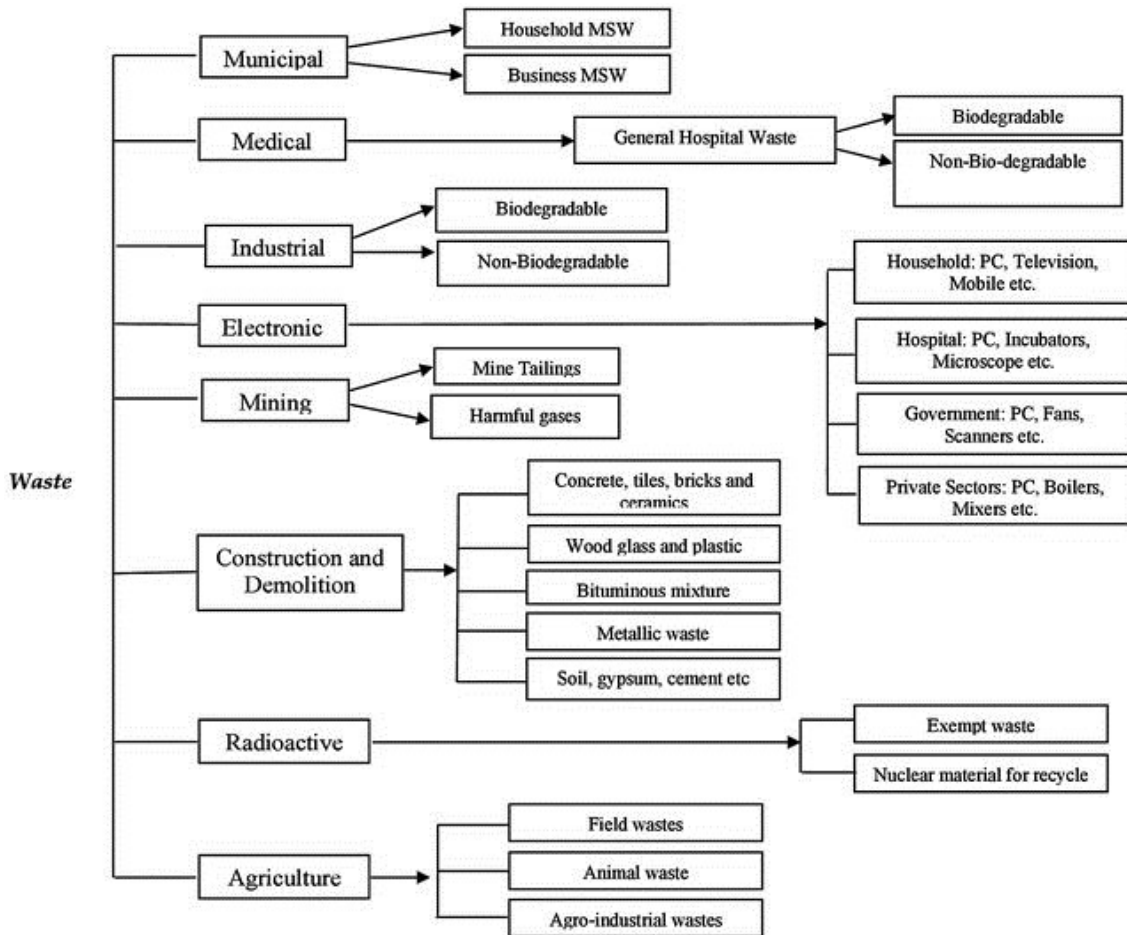 Waste
Municipal
Household MSW
Business MSW
Medical
General Hospital Waste
Biodegradable
Non-Bio-degradable
Industrial
Biodegradable
Non-Biodegradable
Electronic
Household: PC, Television,
Mobile etc.
Hospital: PC, Incubators,
Microscope etc.
Government: PC, Fans,
Scanners etc.
Private Sectors: PC, Boilers,
Mixers etc.
Mining
Mine Tailings
Harmful gases
Construction and
Demolition
Concrete, tiles, bricks and
ceramics
Wood glass and plastic
Bituminous mixture
Metallic waste
Soil, gypsum, cement etc
Radioactive
Exempt waste
Nuclear material for recycle
Agriculture
Field wastes
Animal waste
Agro-industrial wastes